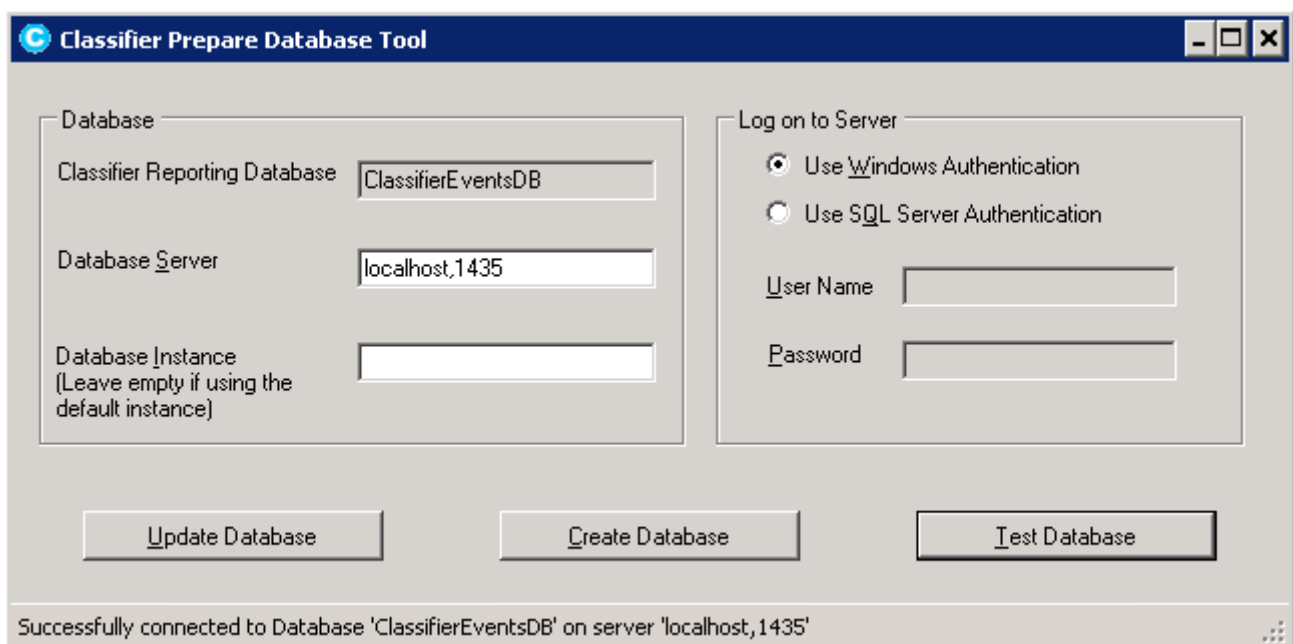 Classifier Prepare Database Tool
Database
Classifier Reporting Database
ClassifierEventsDB
Database Server
localhost,1435
Database Instance
(Leave empty if using the
default instance)
Log on to Server
Use Windows Authentication
Use SQL Server Authentication
User Name
Password
Update Database
Create Database
Test Database
Successfully connected to Database 'ClassifierEventsDB' on server 'localhost,1435'